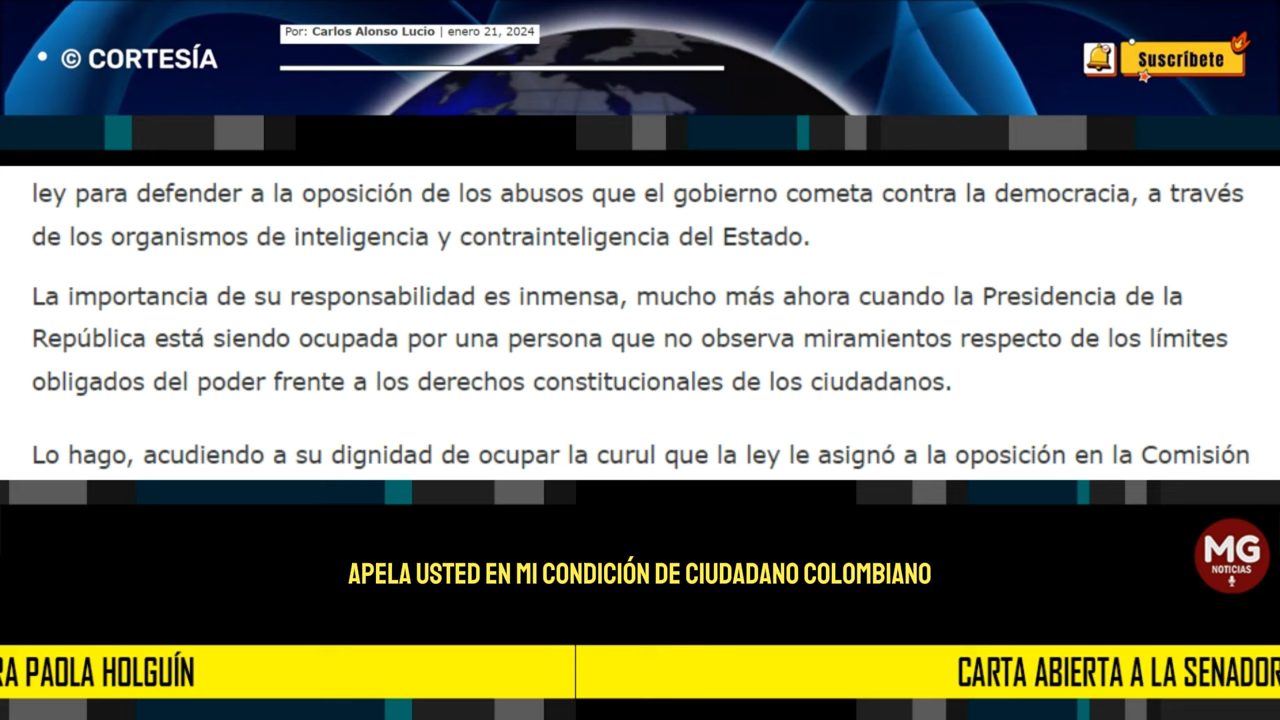 Por: Carlos Alonso Lucio | enero 21, 2024
• © CORTESÍA
Suscríbete
ley para defender a la oposición de los abusos que el gobierno cometa contra la democracia, a través
de los organismos de inteligencia y contrainteligencia del Estado.
La importancia de su responsabilidad es inmensa, mucho más ahora cuando la Presidencia de la
República está siendo ocupada por una persona que no observa miramientos respecto de los límites
obligados del poder frente a los derechos constitucionales de los ciudadanos.
Lo hago, acudiendo a su dignidad de ocupar la curul que la ley le asignó a la oposición en la Comisión
MG
NOTICIAS
APELA USTED EN MI CONDICIÓN DE CIUDADANO COLOMBIANO
RA PAOLA HOLGUÍN
CARTA ABIERTA A LA SENADOR